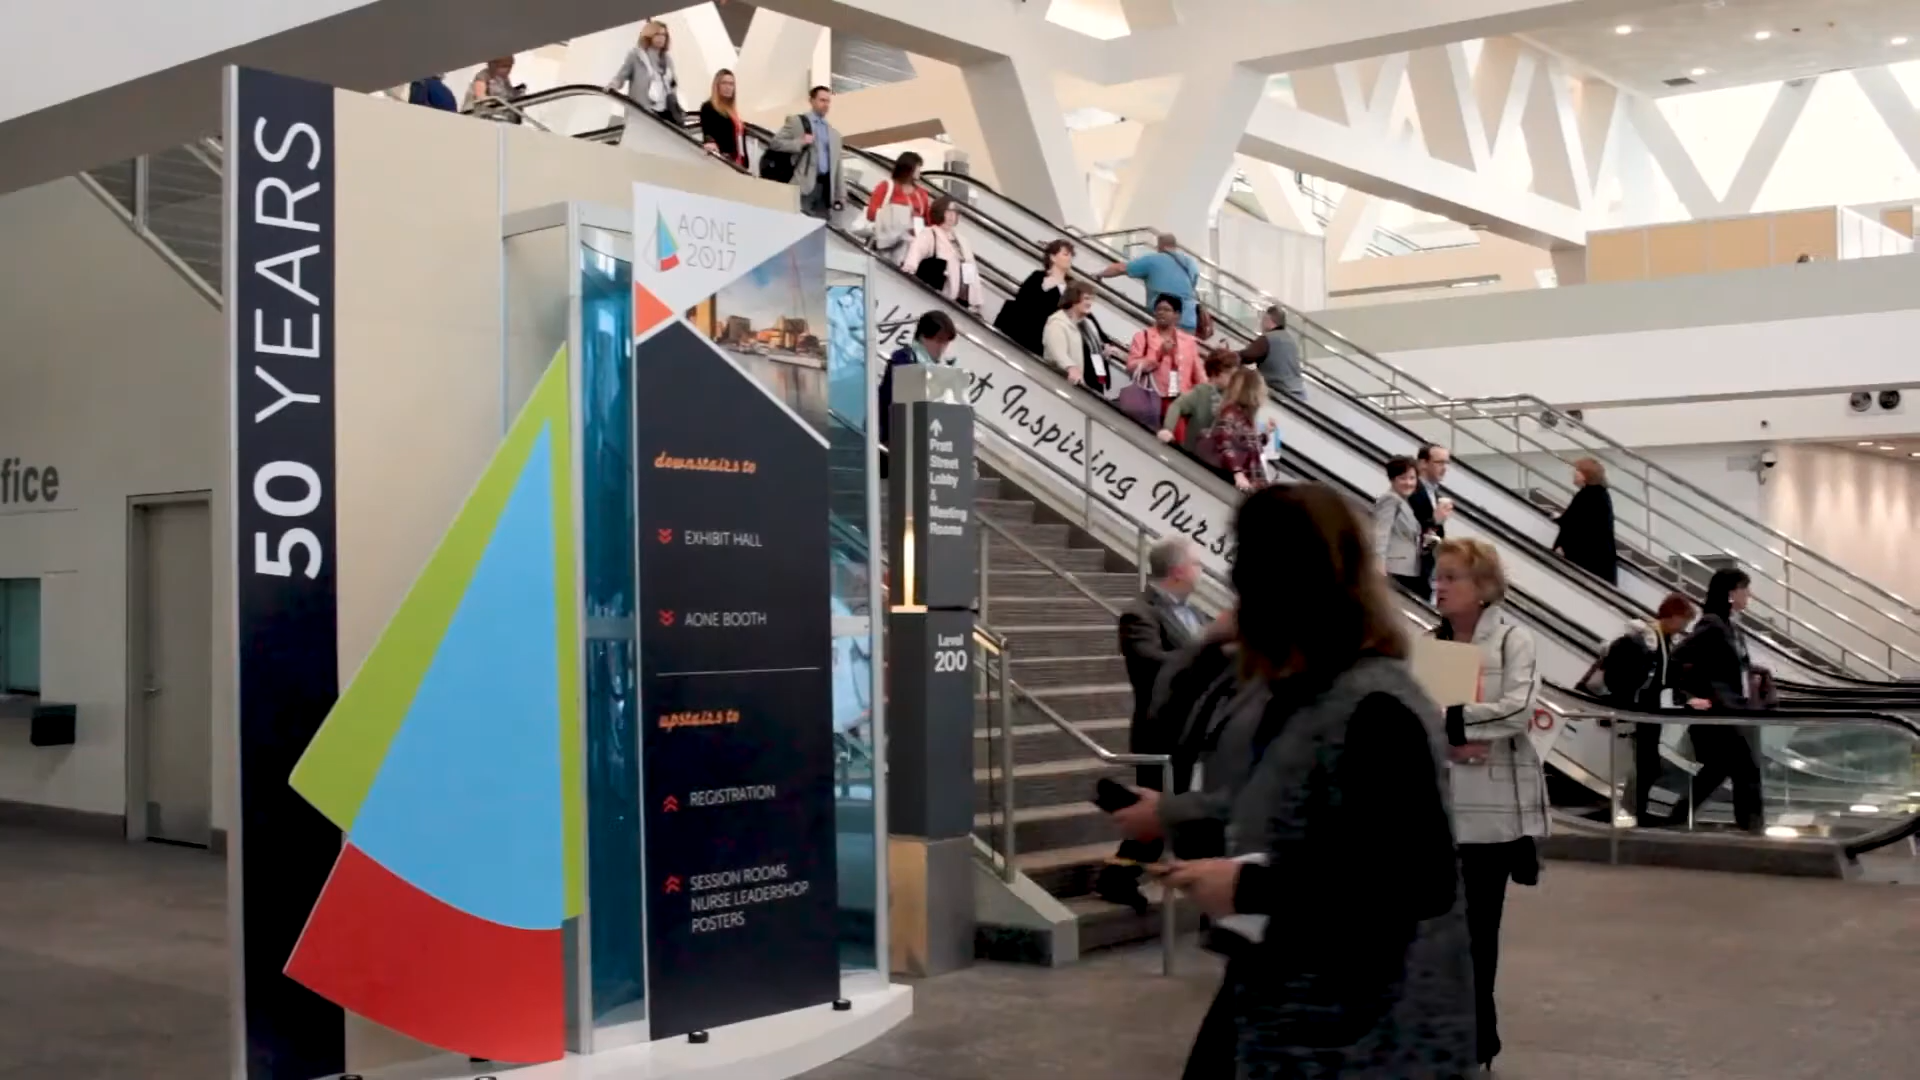 50 YEARS
fice
AONE
2017
downstairs to
EXHIBIT HALL
AONE BOOTH
upstairs to
REGISTRATION
SESSION ROOMS
NURSE LEADERSHOP
POSTERS
Pratt
Street
Lobby
&
Meeting
Rooms
Level
200
of Inspiring Nurse